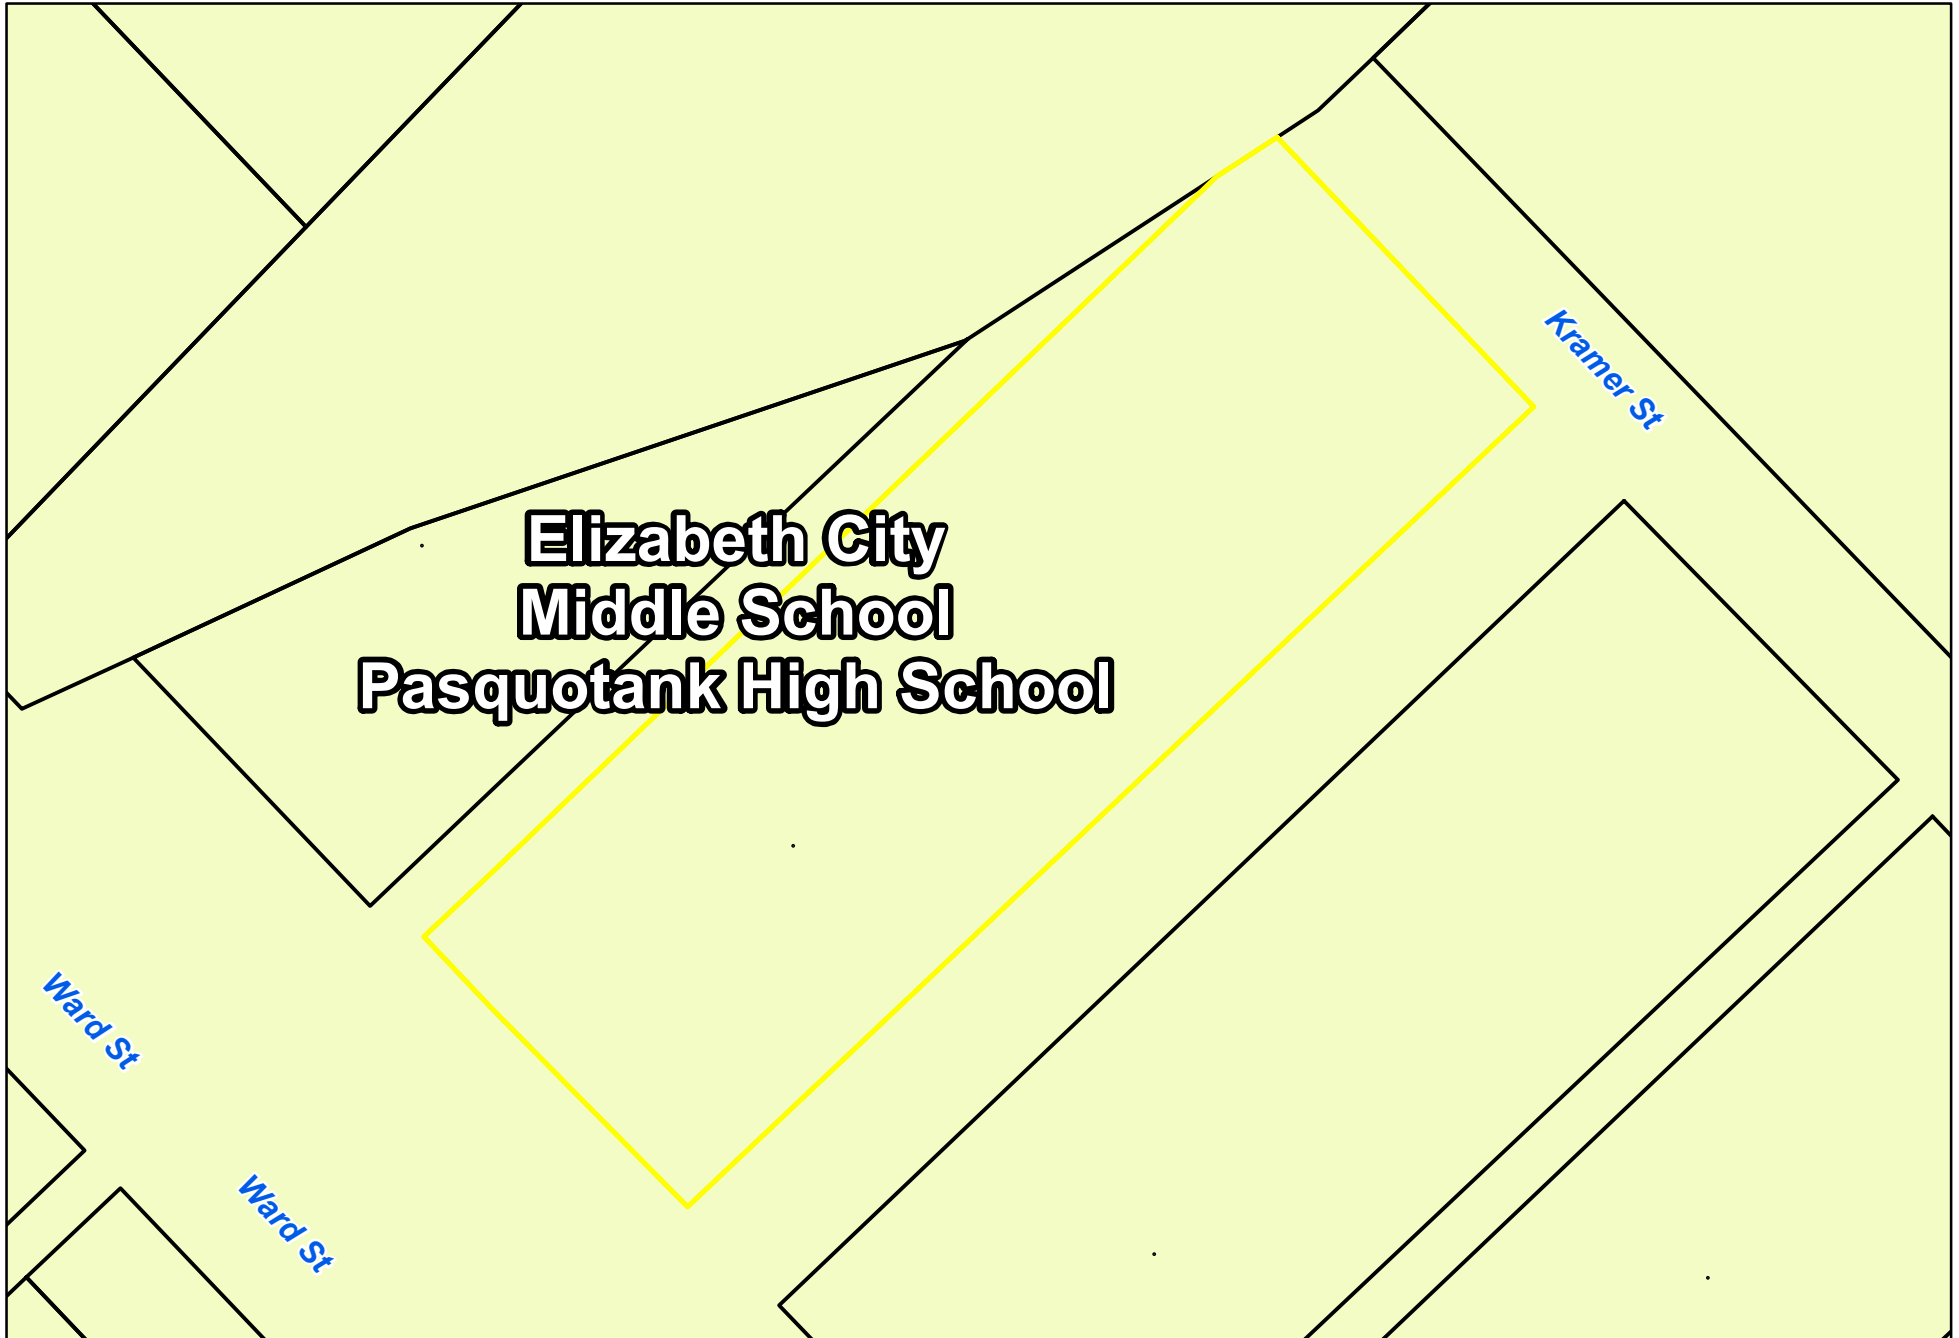 Kramer St
Elizabeth City
Middle School
Pasquotank High School
Ward St
Ward St